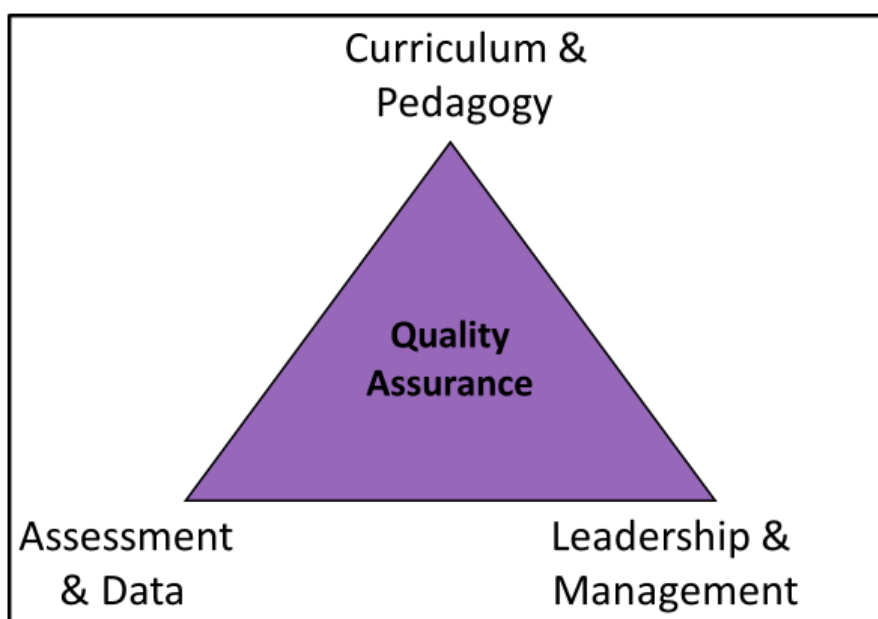 Curriculum &
Pedagogy
Quality
Assurance
Assessment
& Data
Leadership &
Management